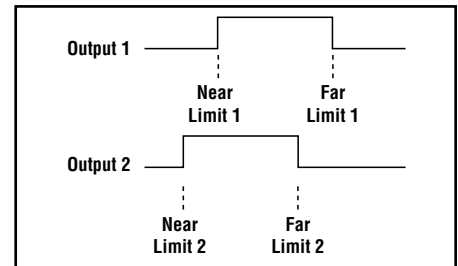 Output 1
Near Far
Limit 1 Limit 1
Output 2
Near Far
Limit 2 Limit 2